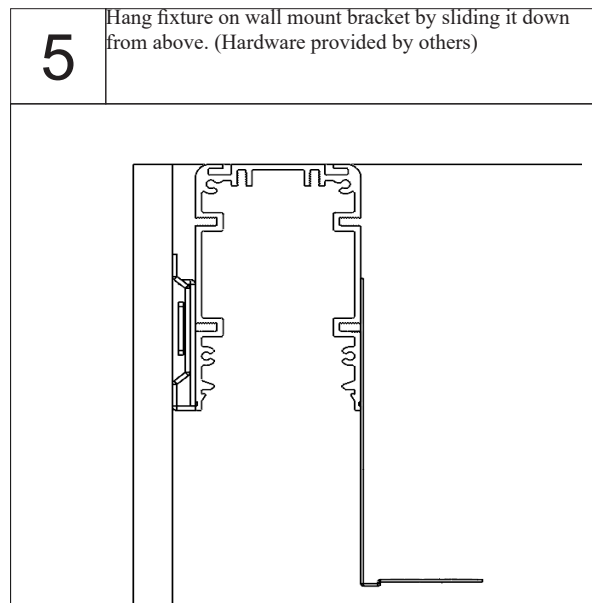 5
Hang fixture on wall mount bracket by sliding it down
from above. (Hardware provided by others)